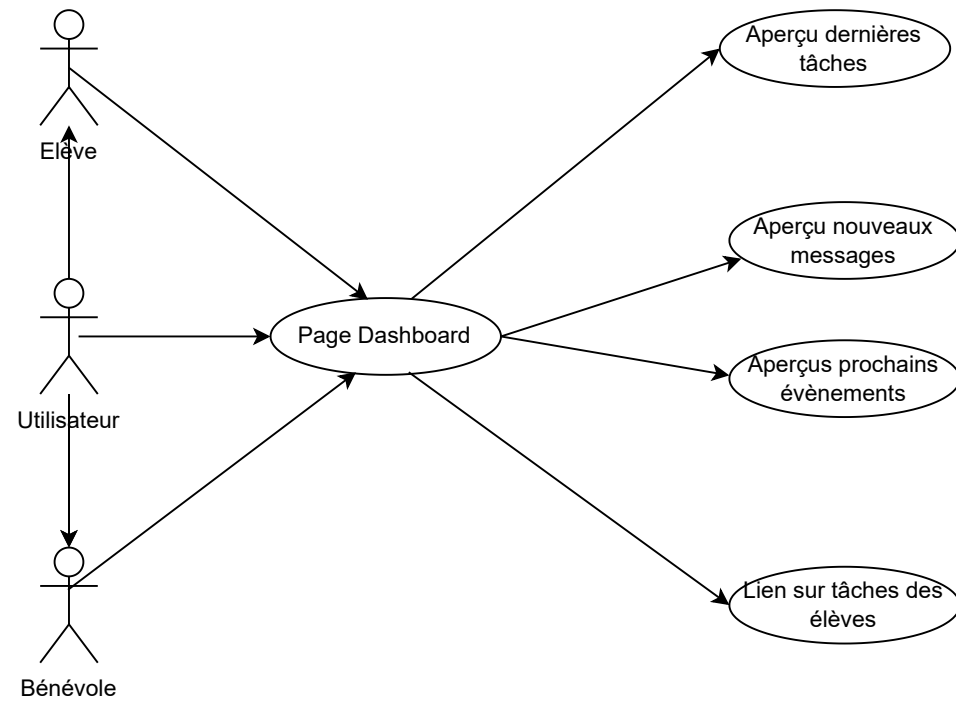 Elève
Utilisateur
Bénévole
Page Dashboard
Aperçu dernières
tâches
Aperçu nouveaux
messages
Aperçus prochains
évènements
Lien sur tâches des
élèves